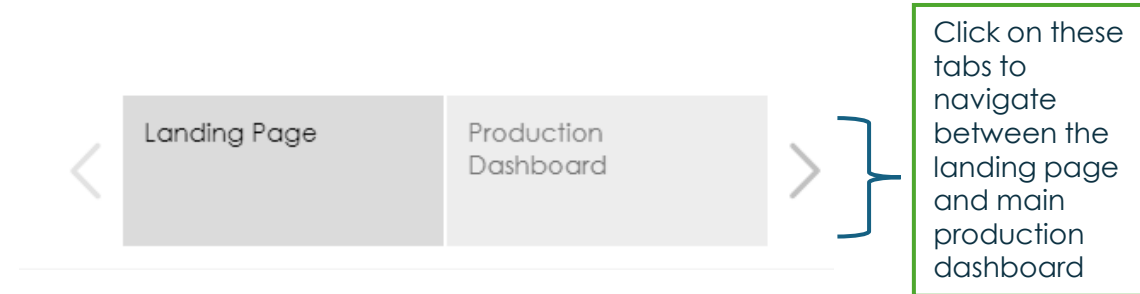 Landing Page
Production
Dashboard
Click on these
tabs to
navigate
between the
landing page
and main
production
dashboard